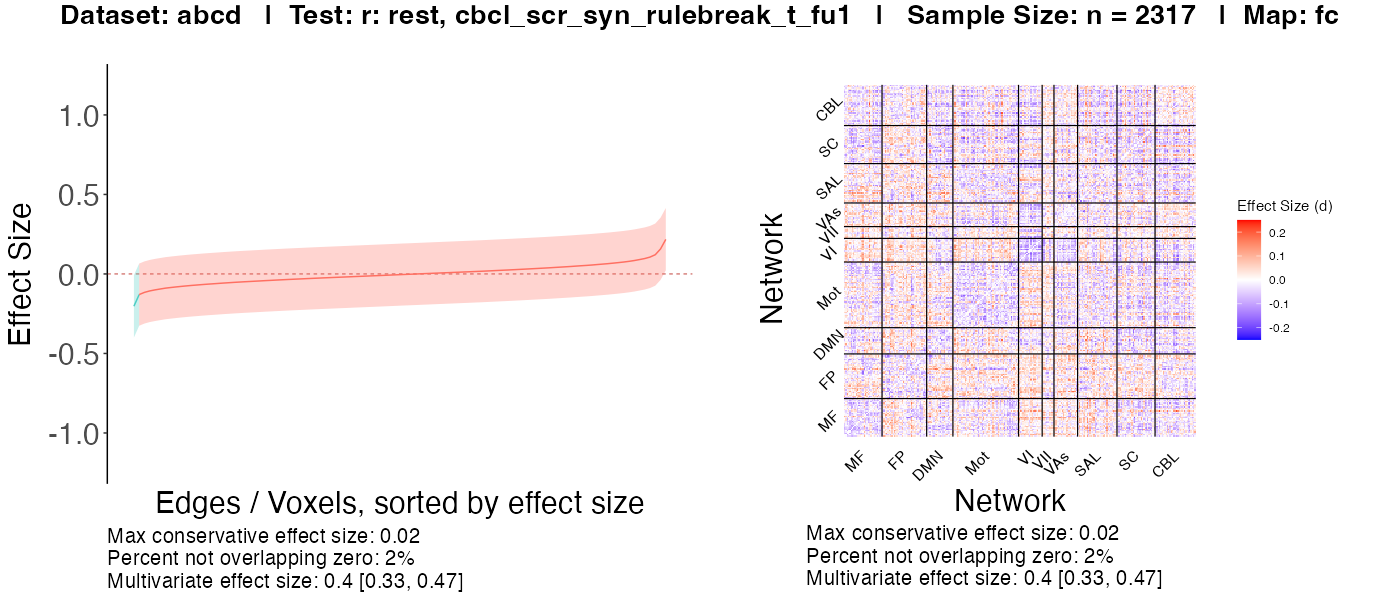 Dataset: abcd | Test: r: rest, cbcl_scr_syn_rulebreak_t_fu1 | Sample Size: n = 2317 | Map: fc
Effect Size
1.0
0.5
0.0
-0.5
-1.0
Edges / Voxels, sorted by effect size
Max conservative effect size: 0.02
Percent not overlapping zero: 2%
Multivariate effect size: 0.4 [0.33, 0.47]
Network
CBL
SC
SAL
VAs
VII
VI
Mot
DMN
FP
MF
MF FP DMN Mot VI VII VAs SAL SC CBL
Network
Max conservative effect size: 0.02
Percent not overlapping zero: 2%
Multivariate effect size: 0.4 [0.33, 0.47]
Effect Size (d)
0.2
0.1
0.0
-0.1
-0.2